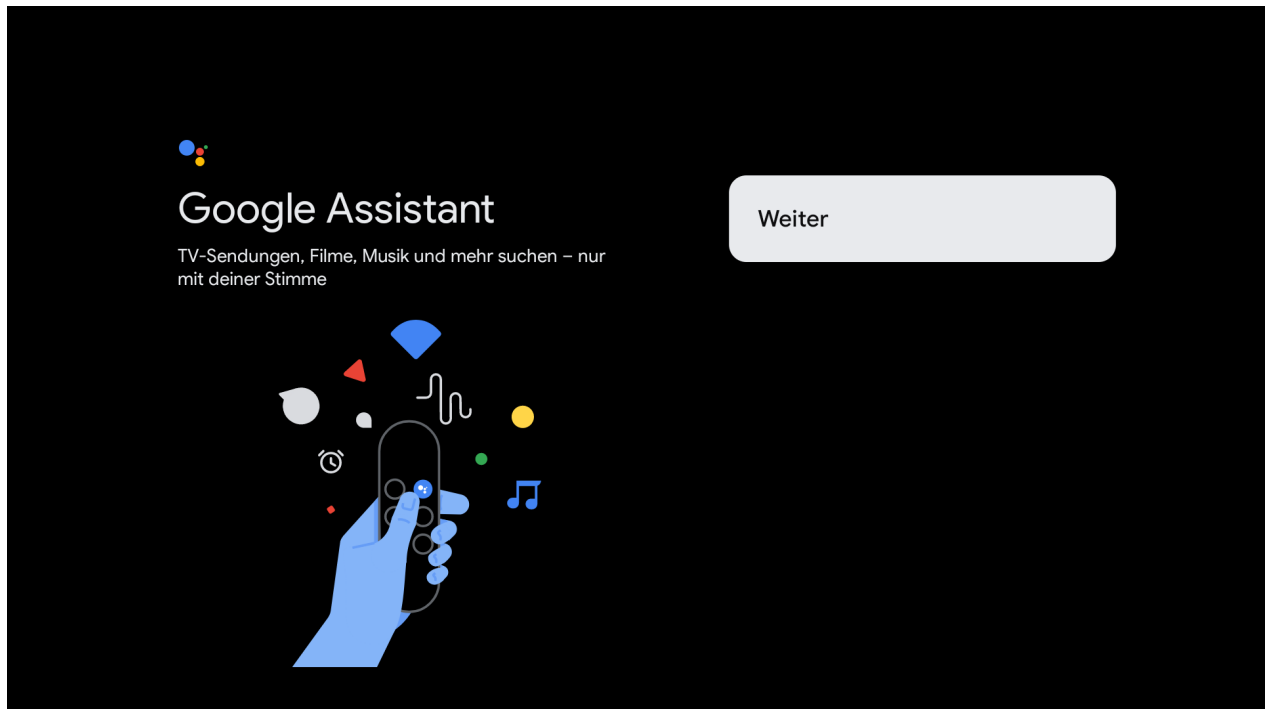 Google Assistant
TV-Sendungen, Filme, Musik und mehr suchen – nur
mit deiner Stimme
Weiter